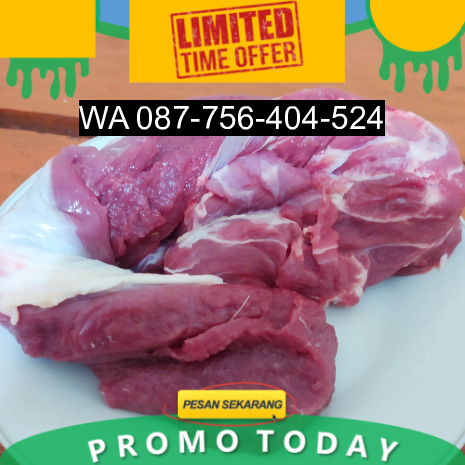 LIMITED
TIME OFFER
WA 087-756-404-524
PESAN SEKARANG
PROMO TODAY